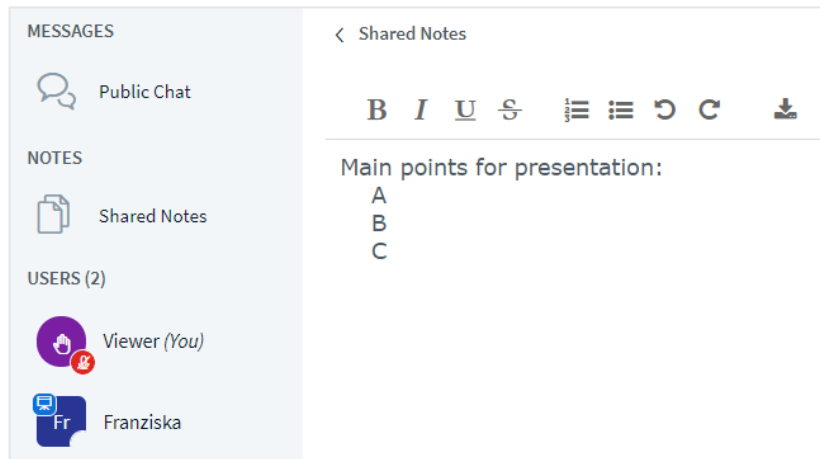 MESSAGES
Public Chat
NOTES
Shared Notes
USERS (2)
Viewer (You)
Fr
Franziska
Shared Notes
B I U S
Main points for presentation:
A
B
C